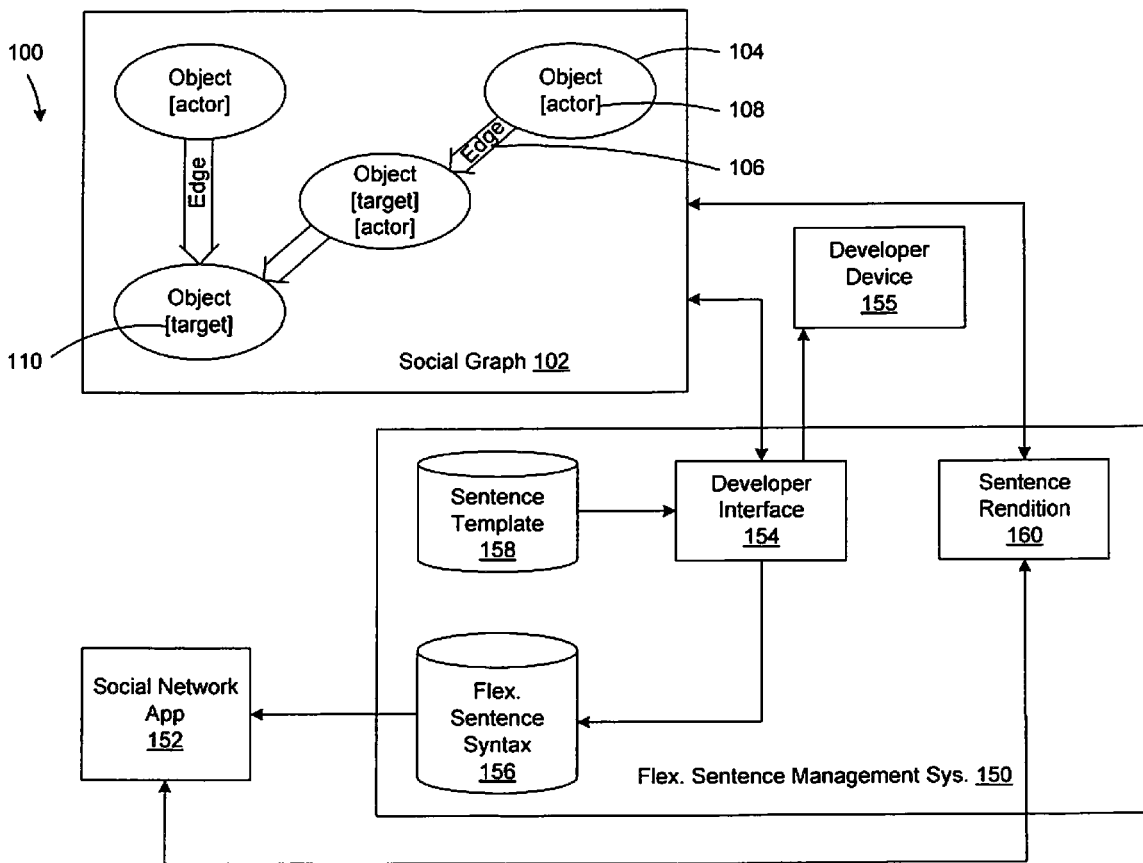 100
Object
[actor]
Edge
Object
[actor]
104
108
Edge
106
Object
[target]
[actor]
Object
[target]
110
Social Graph 102
Developer
Device
155
Sentence
Template
158
Developer
Interface
154
Sentence
Rendition
160
Social Network
App
152
Flex.
Sentence
Syntax
156
Flex. Sentence Management Sys. 150